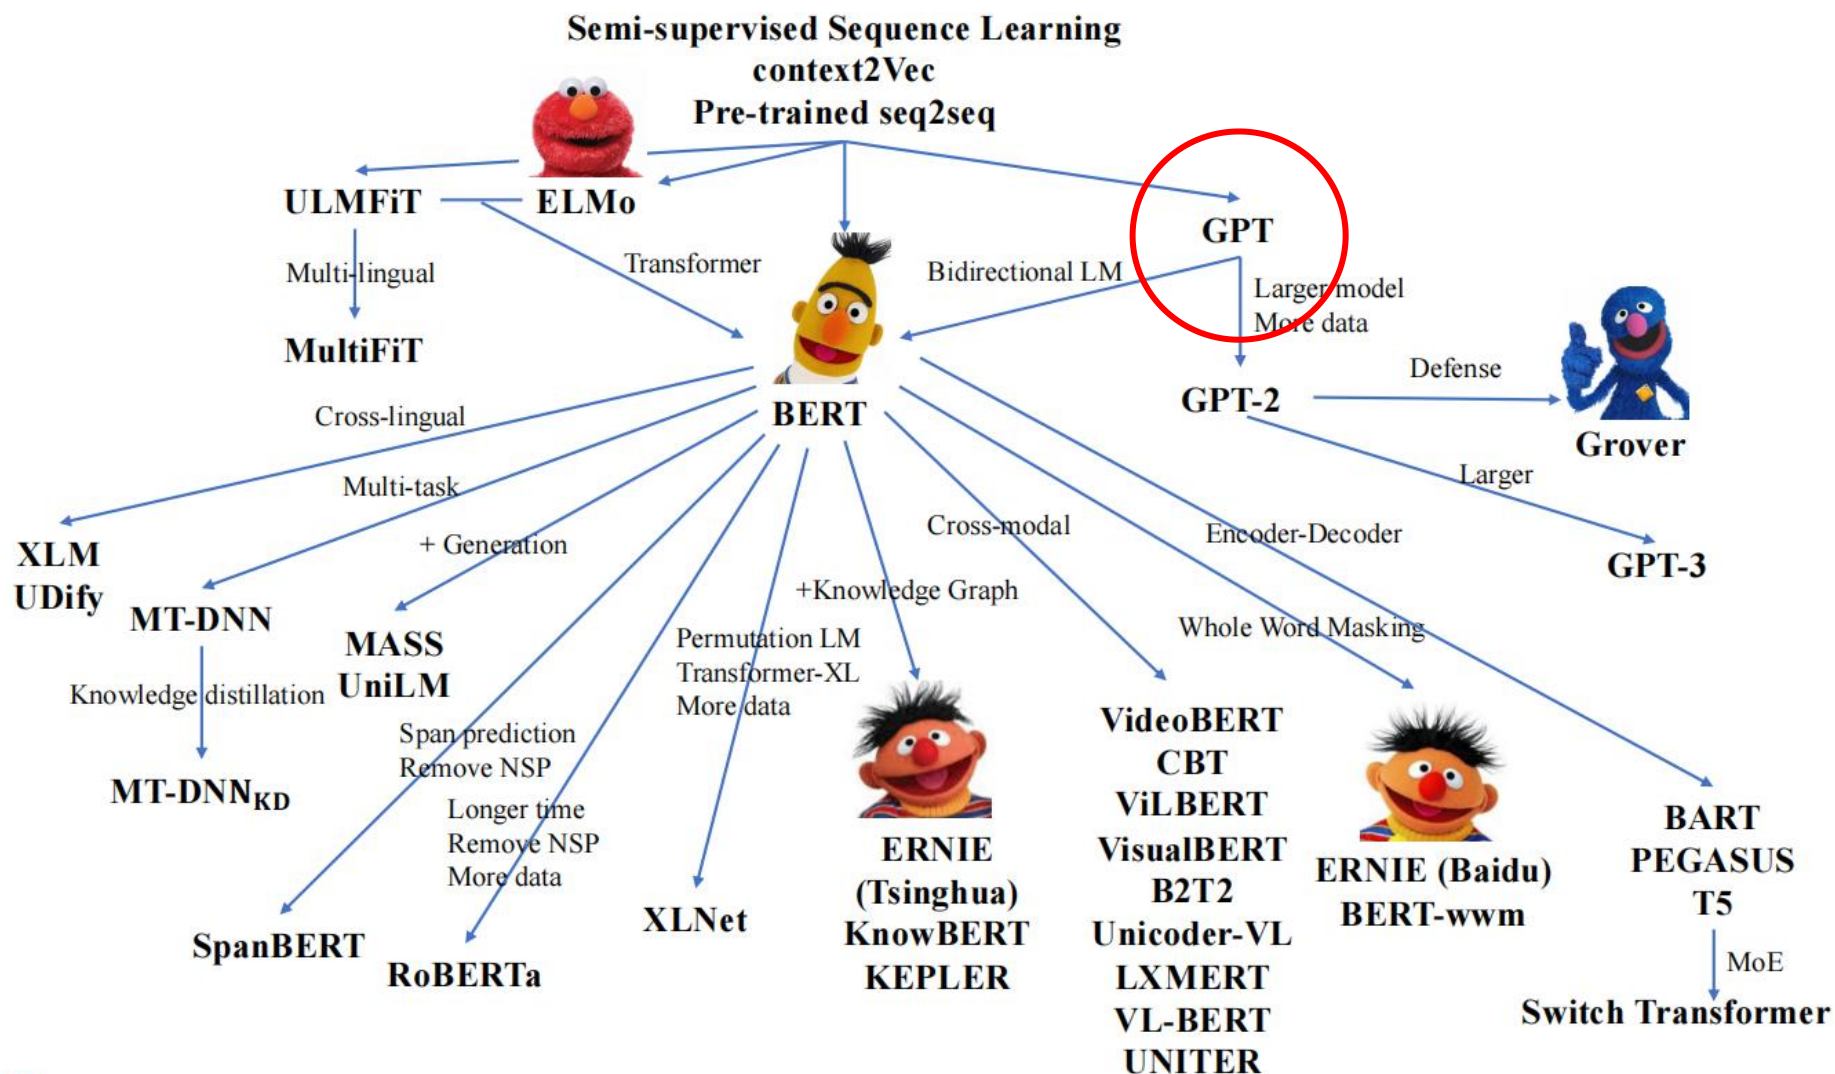 Semi-supervised Sequence Learning
context2Vec
Pre-trained seq2seq
ULMFiT
ELMo
GPT
Multi-lingual
Transformer
Bidirectional LM
Larger model
More data
MultiFiT
BERT
GPT-2
Defense
Grover
Cross-lingual
Multi-task
+ Generation
Larger
GPT-3
Cross-modal
Encoder-Decoder
XLM
UDify
MT-DNN
MASS
UniLM
+Knowledge Graph
Whole Word Masking
Permutation LM
Transformer-XL
More data
Knowledge distillation
MT-DNN_KD
Span prediction
Remove NSP
Longer time
Remove NSP
More data
SpanBERT
RoBERTa
XLNet
ERNIE
(Tsinghua)
KnowBERT
KEPLER
VideoBERT
CBT
ViLBERT
VisualBERT
B2T2
Unicoder-VL
LXMERT
VL-BERT
UNITER
ERNIE (Baidu)
BERT-wwm
BART
PEGASUS
T5
MoE
Switch Transformer